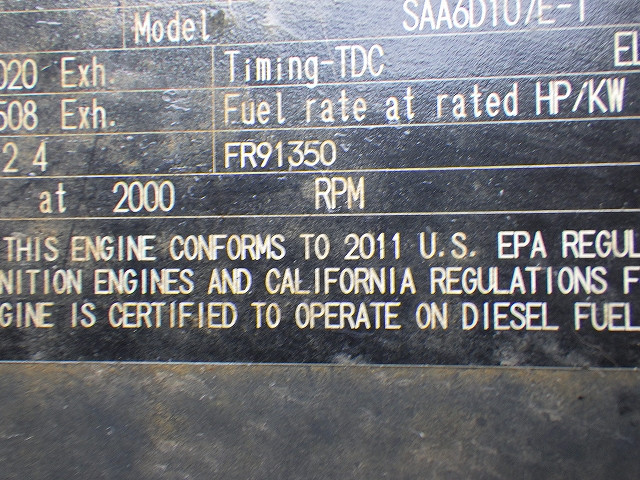 Model SAA6D107E-1
020 Exh. Timing-TDC EL
508 Exh. Fuel rate at rated HP/KW
24 FR91350
at 2000 RPM
THIS ENGINE CONFORMS TO 2011 U.S. EPA REGUL
NITION ENGINES AND CALIFORNIA REGULATIONS F
GINE IS CERTIFIED TO OPERATE ON DIESEL FUEL